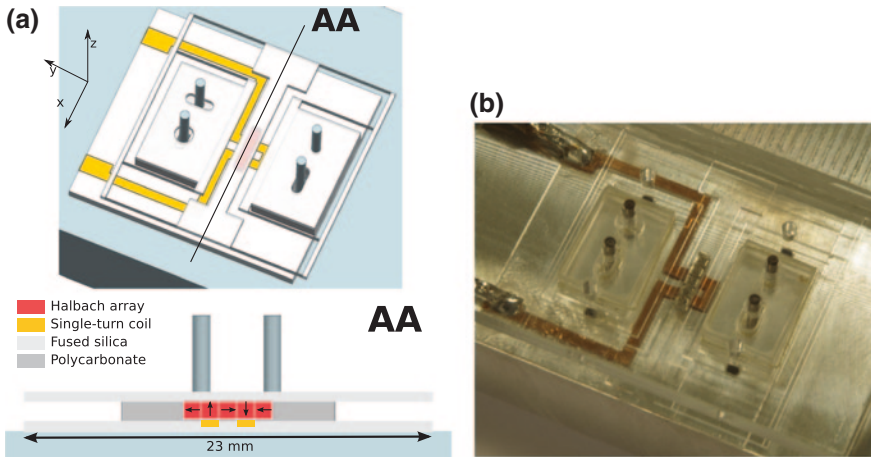 (a)
AA
z
y
x
Halbach array
Single-turn coil
Fused silica
Polycarbonate
AA
23 mm
(b)